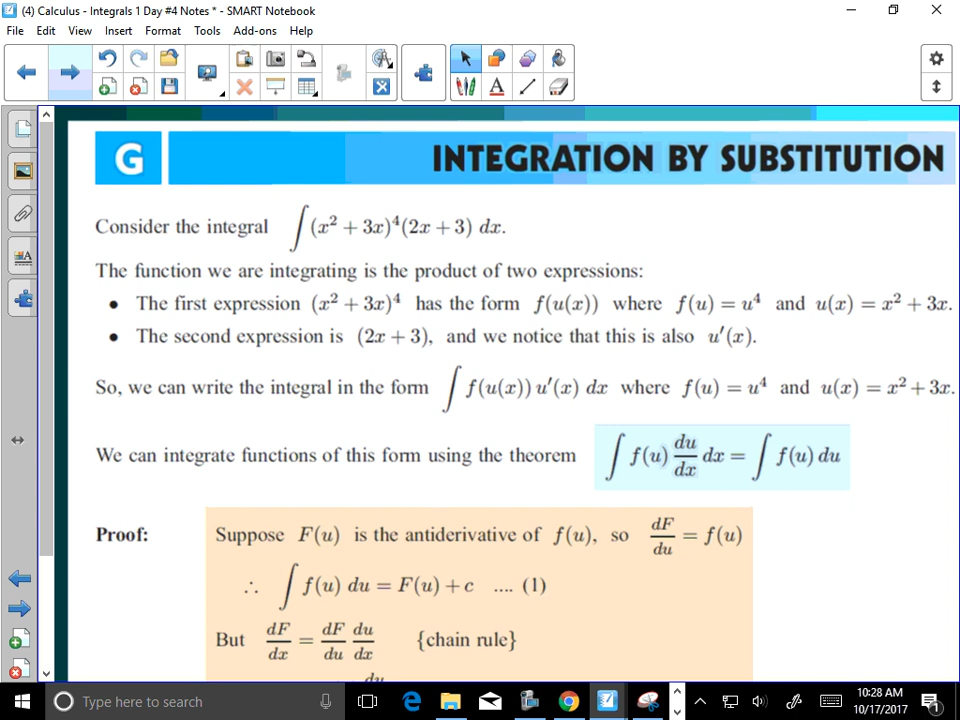 (4) Calculus - Integrals 1 Day #4 Notes * - SMART Notebook
File Edit View Insert Format Tools Add-ons Help
G INTEGRATION BY SUBSTITUTION
Consider the integral ∫(x² + 3x)⁴(2x + 3) dx.
The function we are integrating is the product of two expressions:
• The first expression (x² + 3x)⁴ has the form f(u(x)) where f(u) = u⁴ and u(x) = x² + 3x.
• The second expression is (2x + 3), and we notice that this is also u′(x).
So, we can write the integral in the form ∫ f(u(x)) u′(x) dx where f(u) = u⁴ and u(x) = x² + 3x.
We can integrate functions of this form using the theorem ∫ f(u) du/dx dx = ∫ f(u) du
Proof: Suppose F(u) is the antiderivative of f(u), so dF/du = f(u)
∴ ∫ f(u) du = F(u) + c .... (1)
But dF/dx = dF/du du/dx {chain rule}
du
Type here to search
10:28 AM
10/17/2017
1